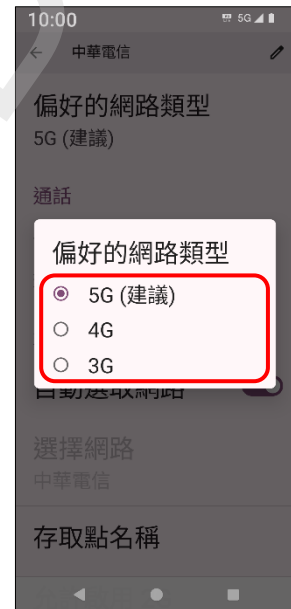 10:00 5G
中華電信
偏好的網路類型
5G (建議)
通話
偏好的網路類型
5G (建議)
4G
3G
自動選取網路
選擇網路
中華電信
存取點名稱